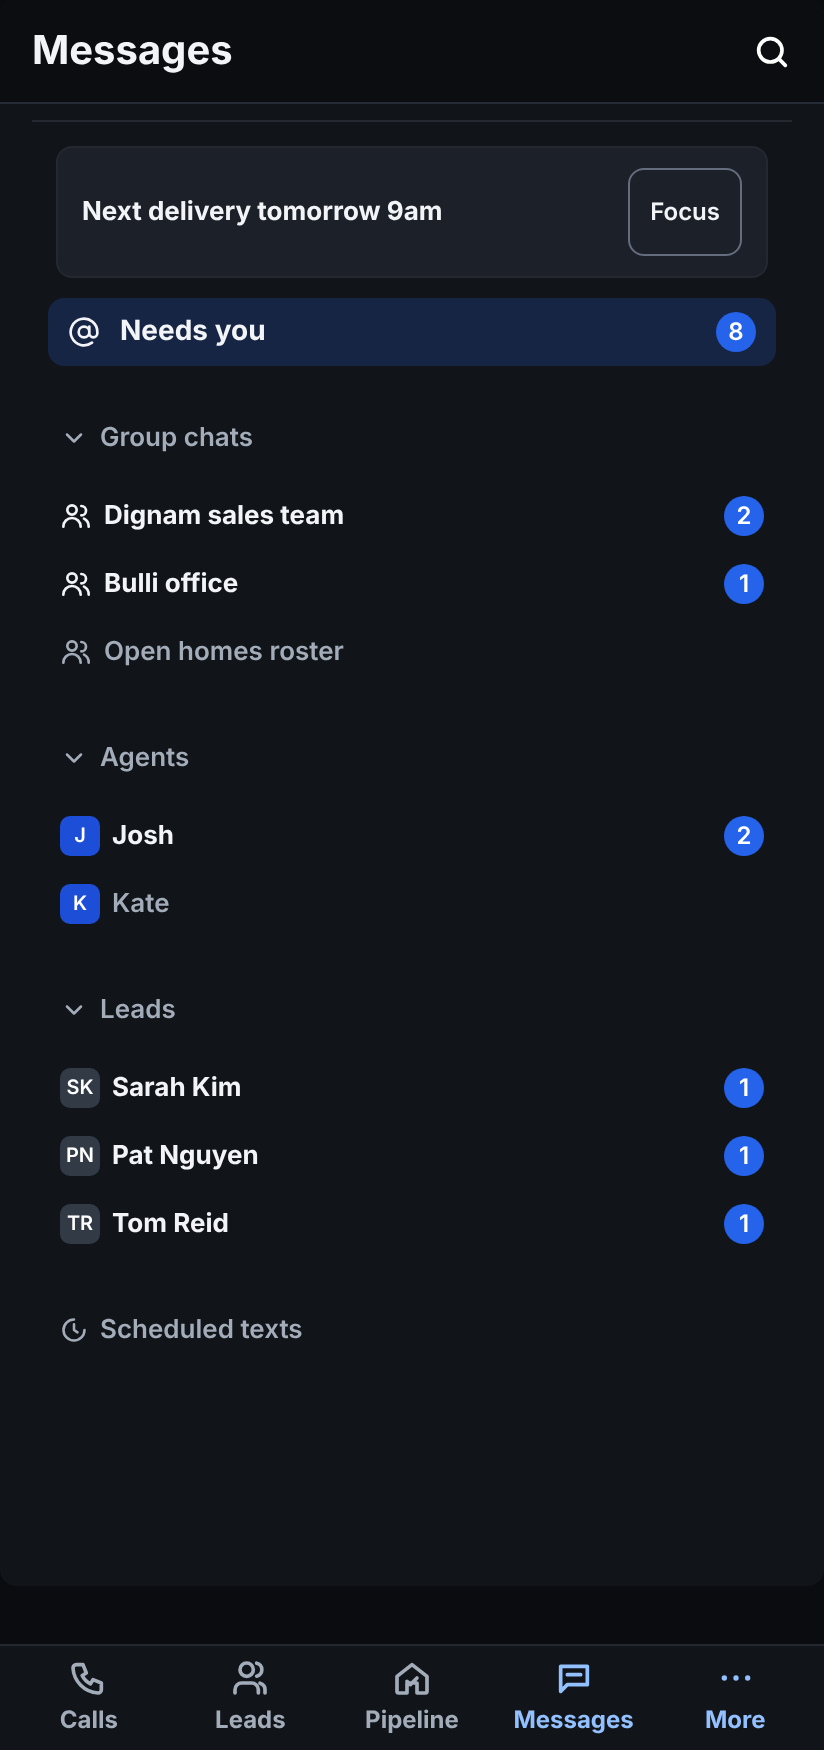 Messages
Next delivery tomorrow 9am
Focus
Needs you
8
Group chats
Dignam sales team
2
Bulli office
1
Open homes roster
Agents
J
Josh
2
K
Kate
Leads
SK
Sarah Kim
1
PN
Pat Nguyen
1
TR
Tom Reid
1
Scheduled texts
Calls
Leads
Pipeline
Messages
More